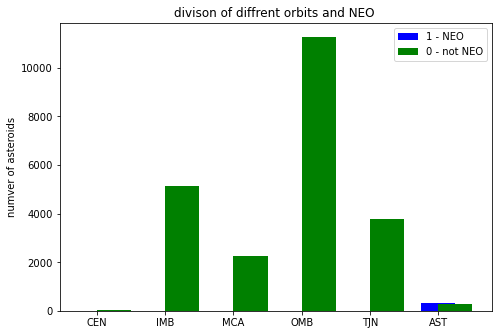 divison of diffrent orbits and NEO
1 - NEO
0 - not NEO
numver of asteroids
10000
8000
6000
4000
2000
0
CEN IMB MCA OMB TJN AST